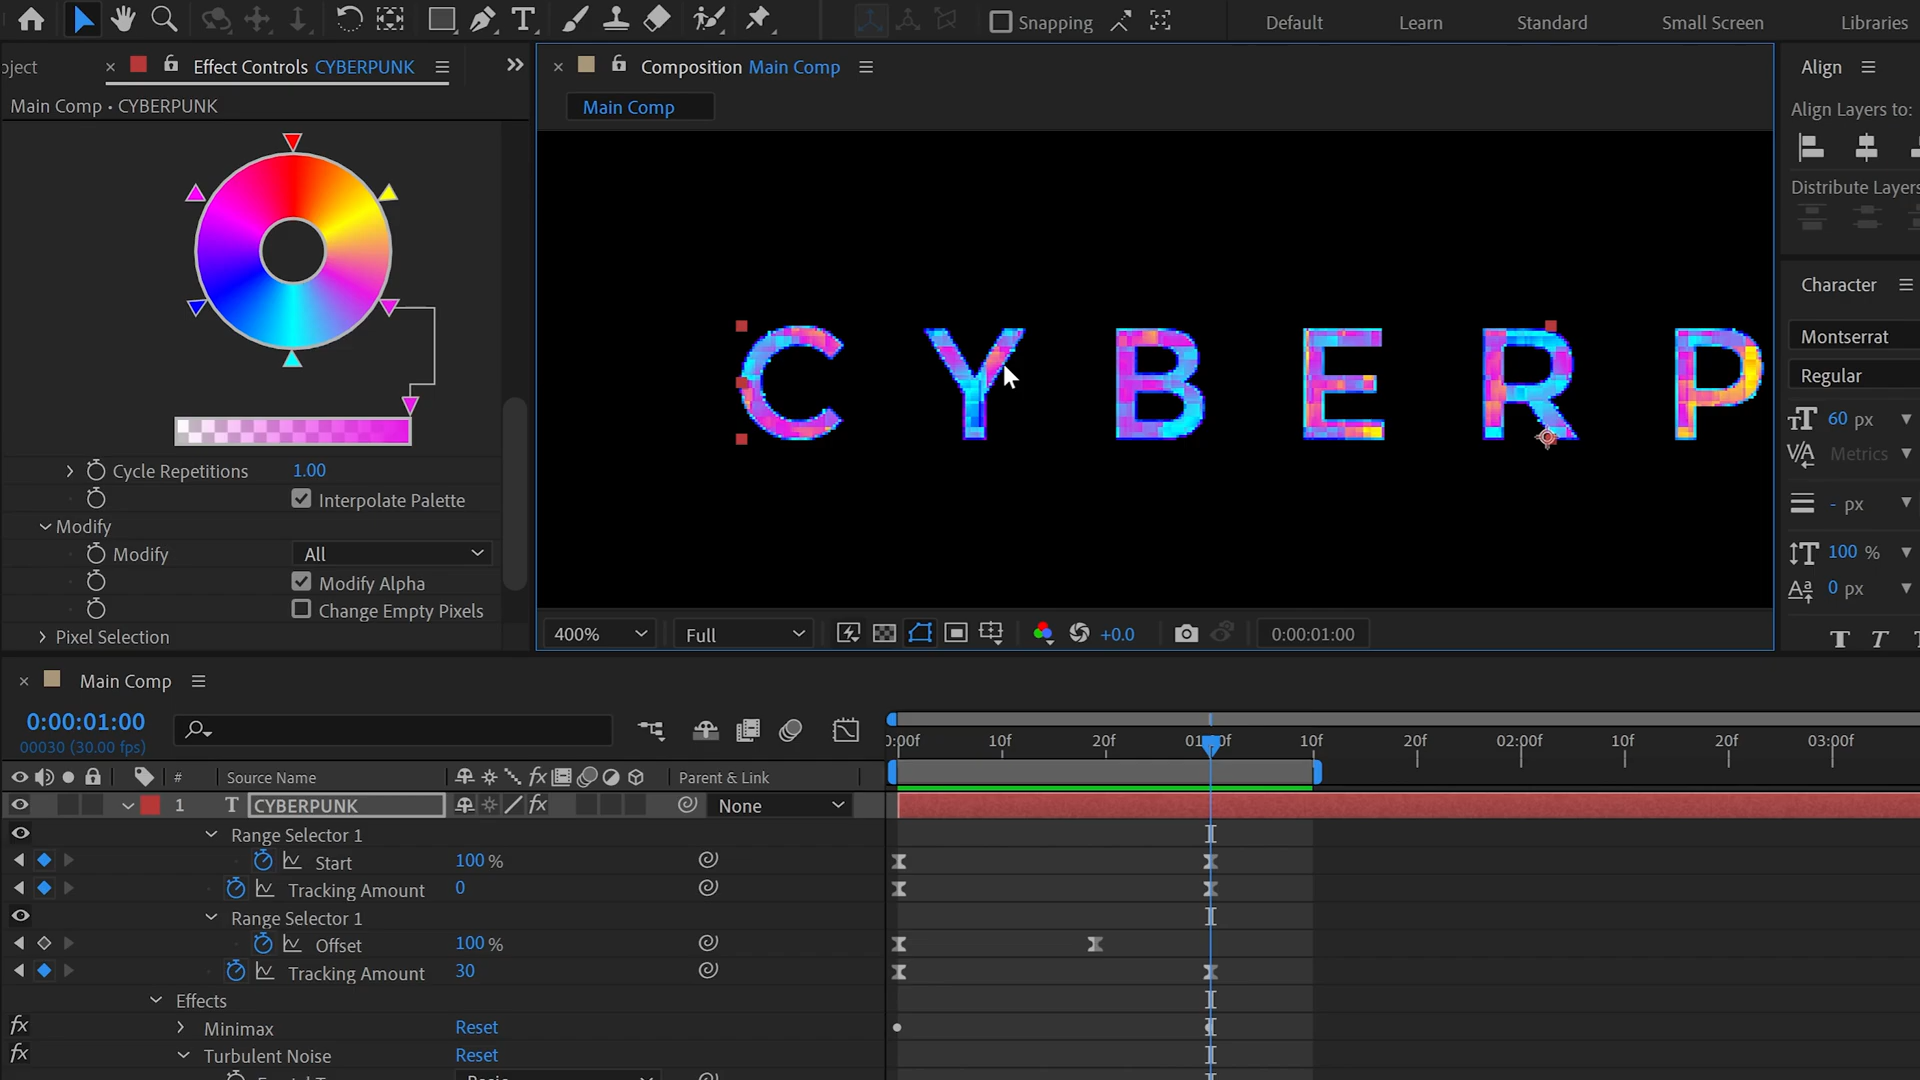 Snapping
Default
Learn
Standard
Small Screen
Libraries
oject
Effect Controls CYBERPUNK
Main Comp • CYBERPUNK
Cycle Repetitions 1.00
Interpolate Palette
Modify
Modify All
Modify Alpha
Change Empty Pixels
Pixel Selection
Composition Main Comp
Main Comp
CYBERP
400%
Full
+0.0
0:00:01:00
Align
Align Layers to:
Distribute Layers
Character
Montserrat
Regular
60 px
Metrics
- px
100 %
0 px
T T
Main Comp
0:00:01:00
00030 (30.00 fps)
0:00f 10f 20f 01:00f 10f 20f 02:00f 10f 20f 03:00f
# Source Name fx Parent & Link
1 T CYBERPUNK fx None
Range Selector 1
Start 100 %
Tracking Amount 0
Range Selector 1
Offset 100 %
Tracking Amount 30
Effects
fx Minimax Reset
fx Turbulent Noise Reset